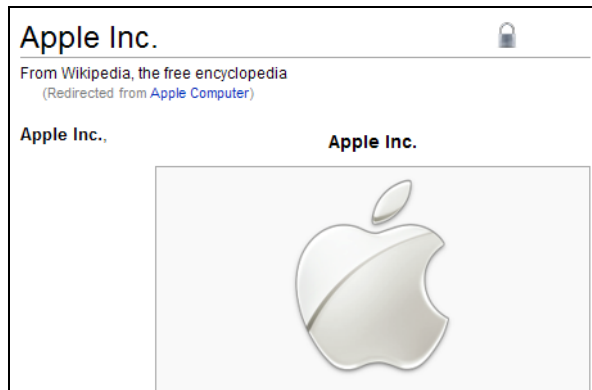 Apple Inc.
From Wikipedia, the free encyclopedia
(Redirected from Apple Computer)
Apple Inc.,
Apple Inc.